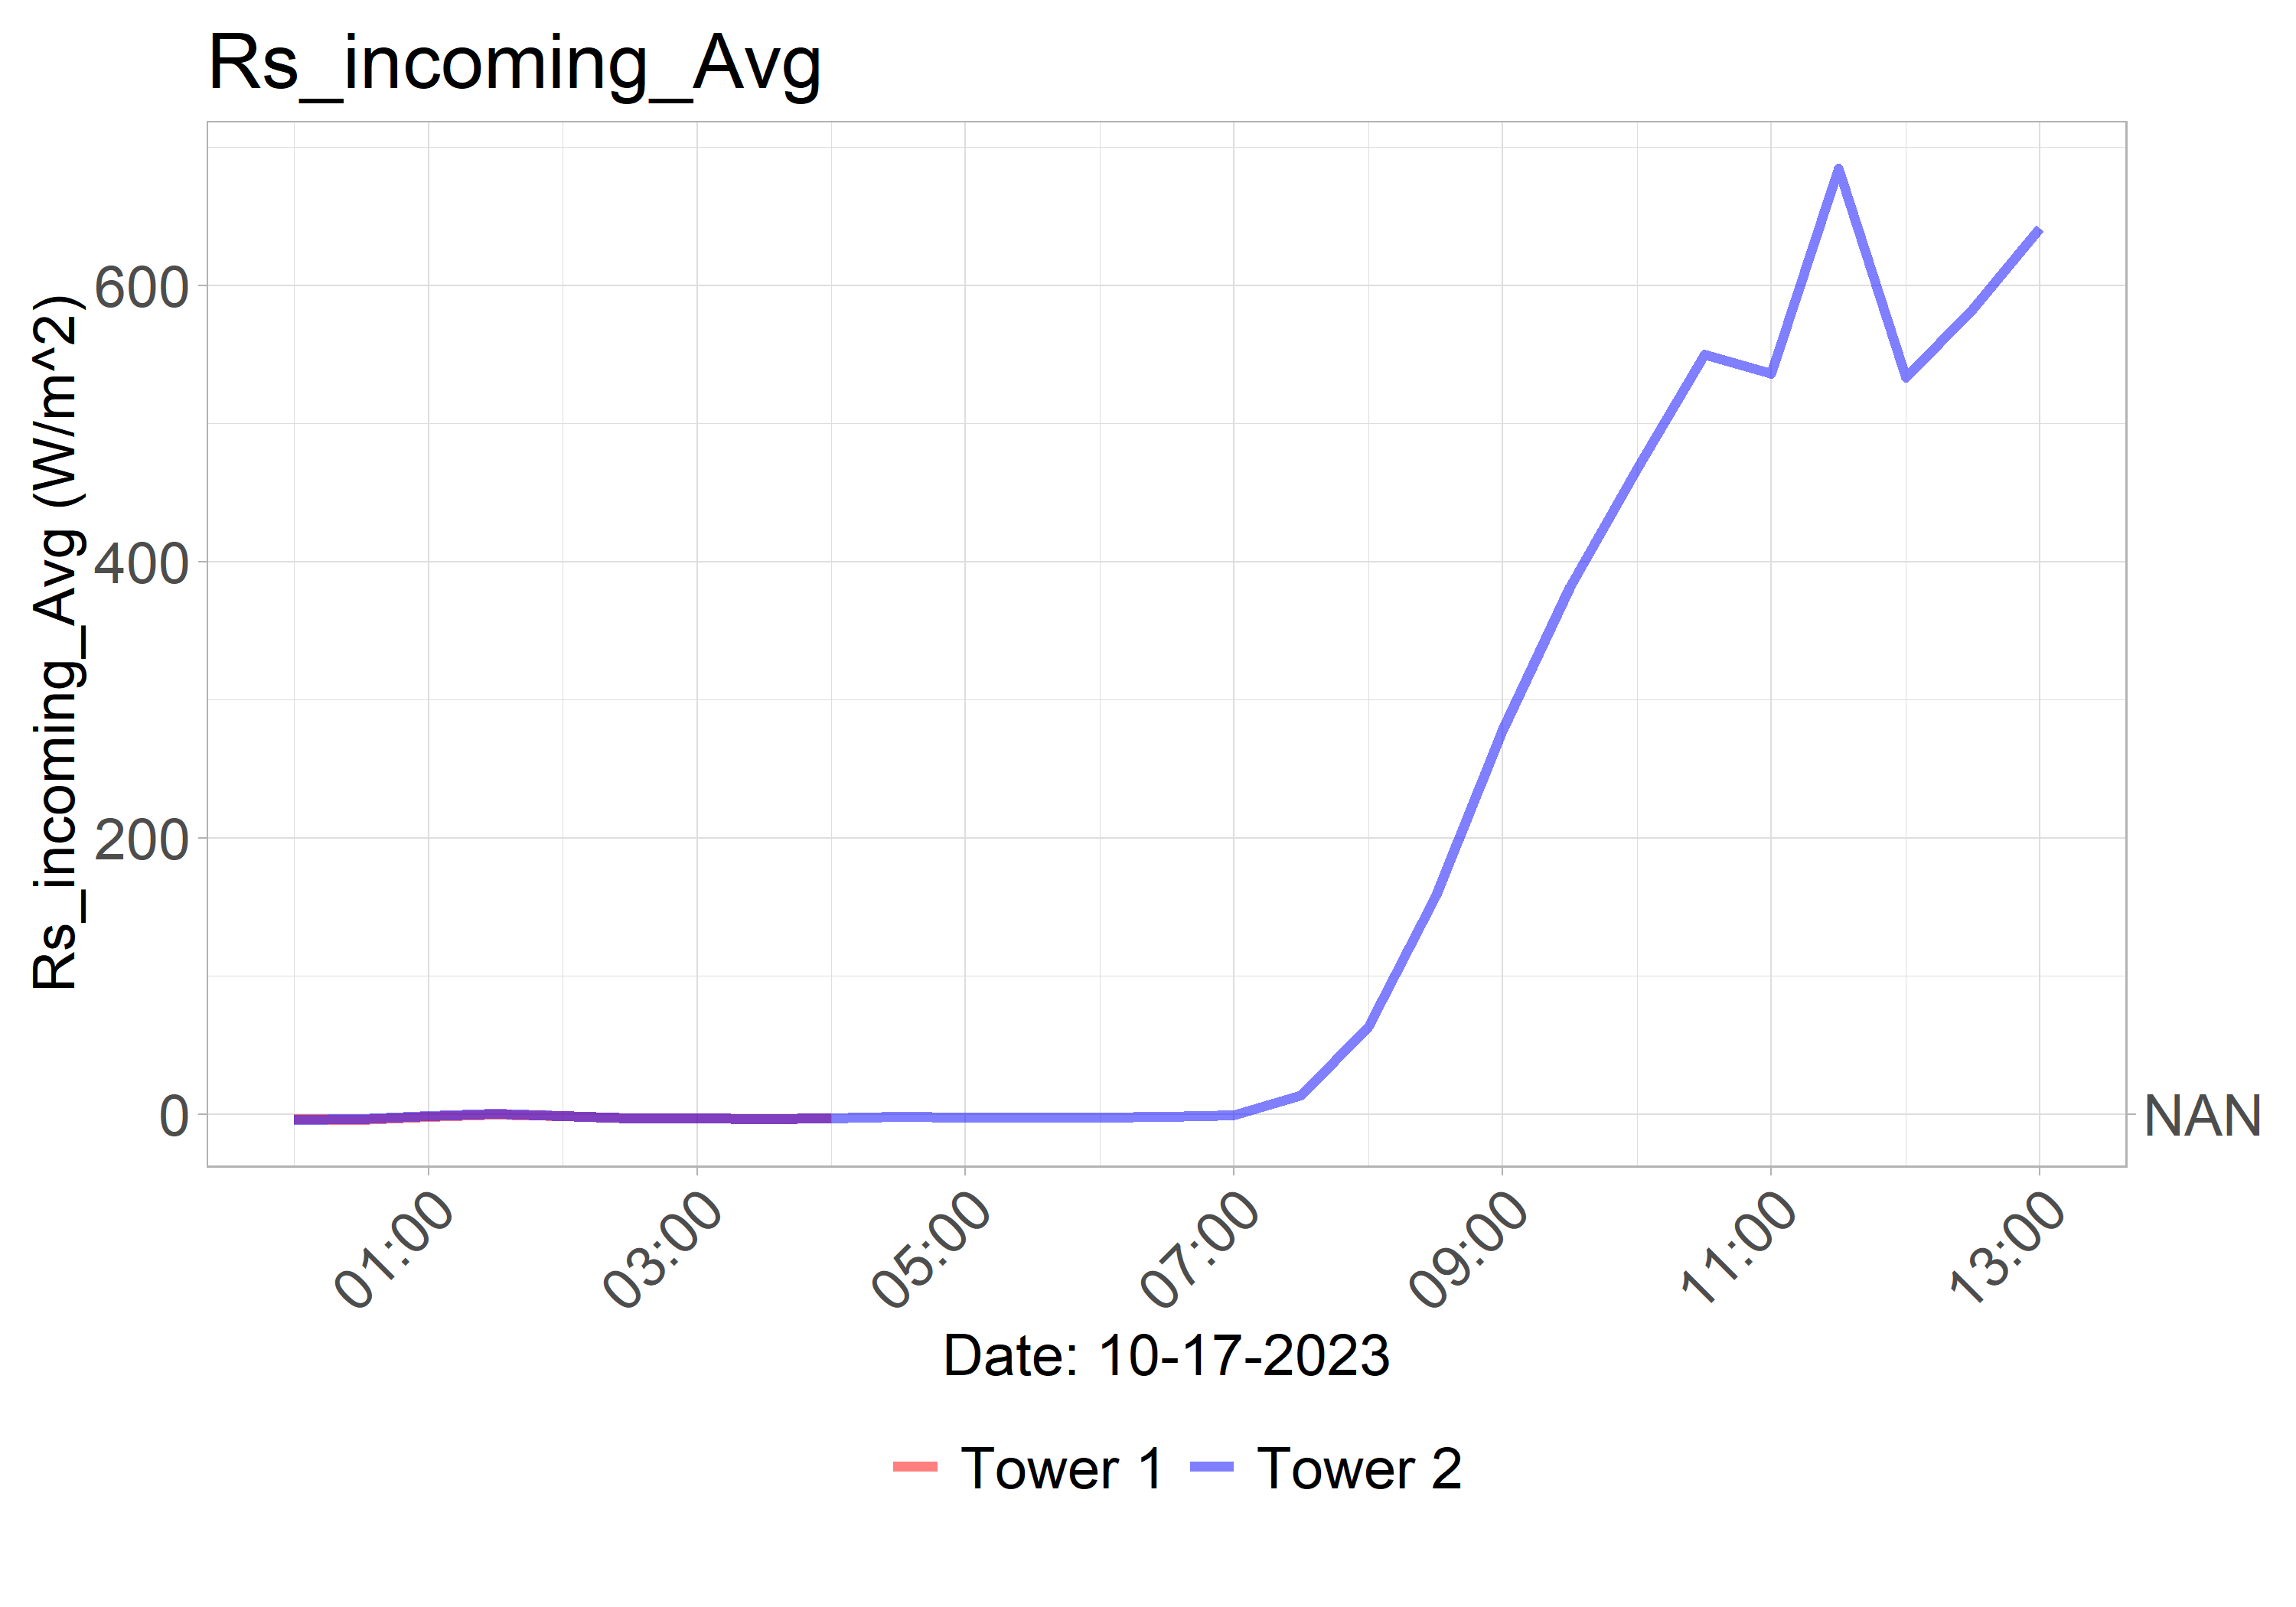 Rs_incoming_Avg
Rs_incoming_Avg (W/m^2)
600
400
200
0
NAN
01:00
03:00
05:00
07:00
09:00
11:00
13:00
Date: 10-17-2023
Tower 1
Tower 2